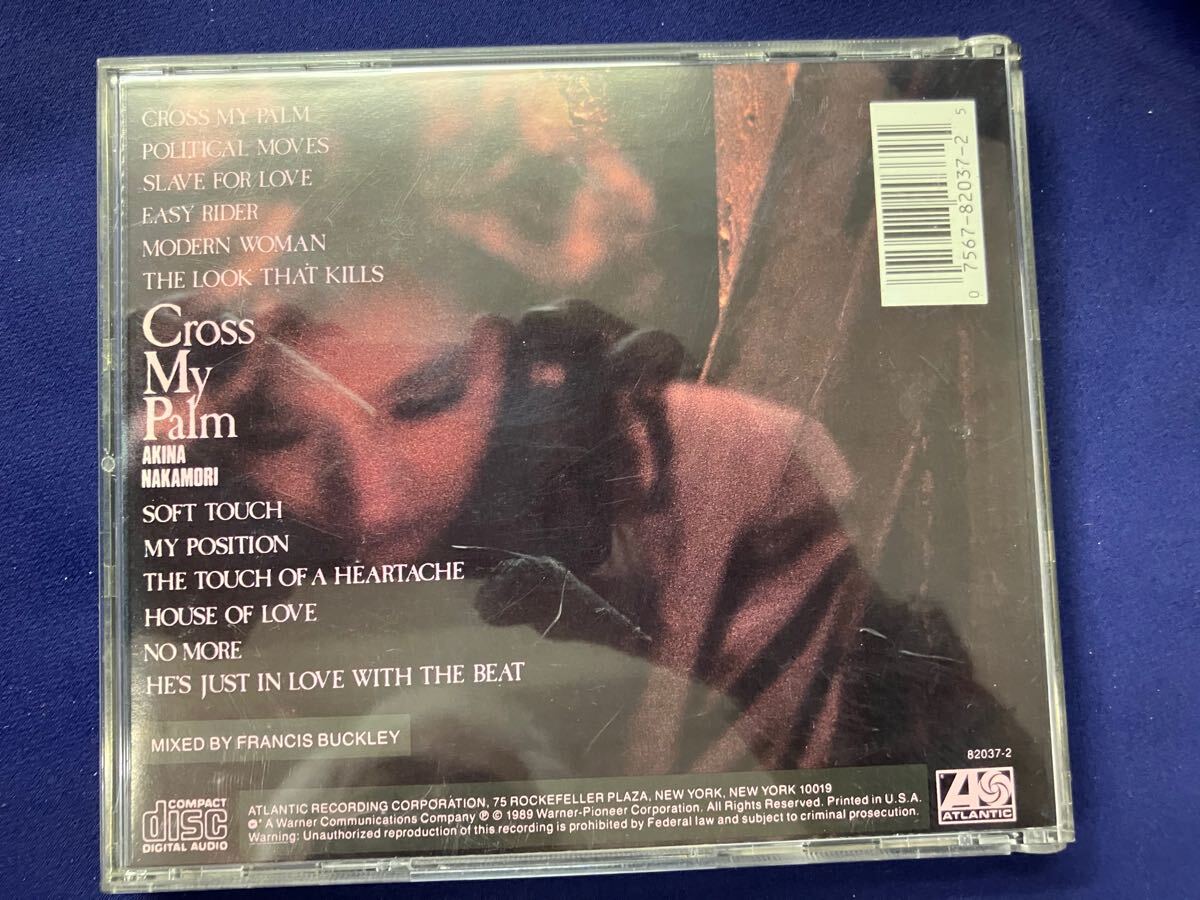 CROSS MY PALM
POLITICAL MOVES
SLAVE FOR LOVE
EASY RIDER
MODERN WOMAN
THE LOOK THAT KILLS
Cross
My
Palm
AKINA
NAKAMORI
SOFT TOUCH
MY POSITION
THE TOUCH OF A HEARTACHE
HOUSE OF LOVE
NO MORE
HE'S JUST IN LOVE WITH THE BEAT
MIXED BY FRANCIS BUCKLEY
0 7567-82037-2 5
82037-2
COMPACT
disc
DIGITAL AUDIO
ATLANTIC RECORDING CORPORATION, 75 ROCKEFELLER PLAZA, NEW YORK, NEW YORK 10019
A Warner Communications Company ℗ © 1989 Warner-Pioneer Corporation. All Rights Reserved. Printed in U.S.A.
Warning: Unauthorized reproduction of this recording is prohibited by Federal law and subject to criminal prosecution.
ATLANTIC